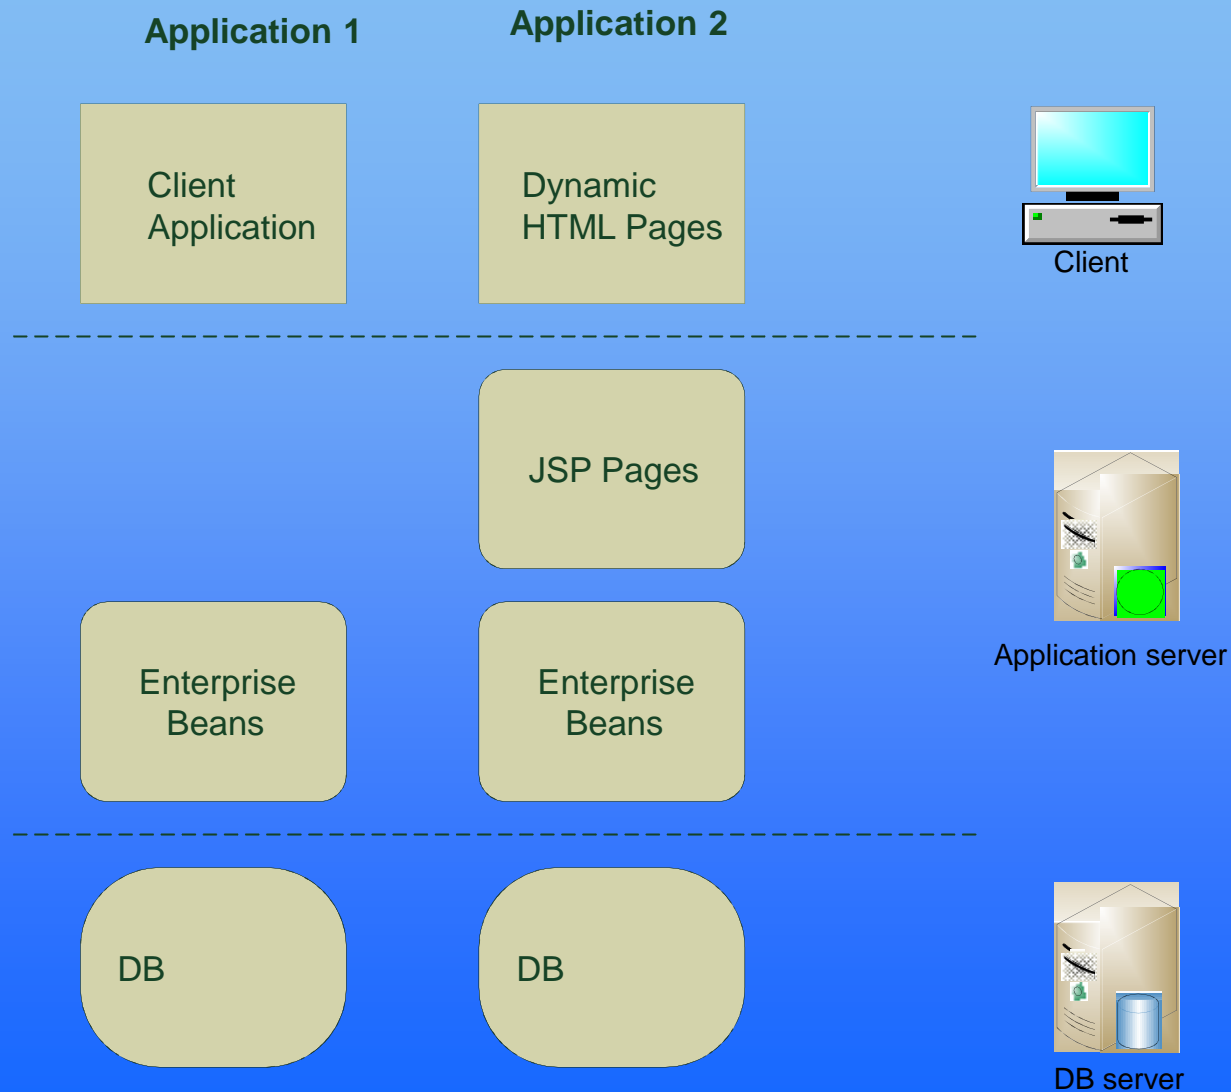 Application 1
Application 2
Client
Application
Dynamic
HTML Pages
Client
JSP Pages
Application server
Enterprise
Beans
Enterprise
Beans
DB
DB
DB server